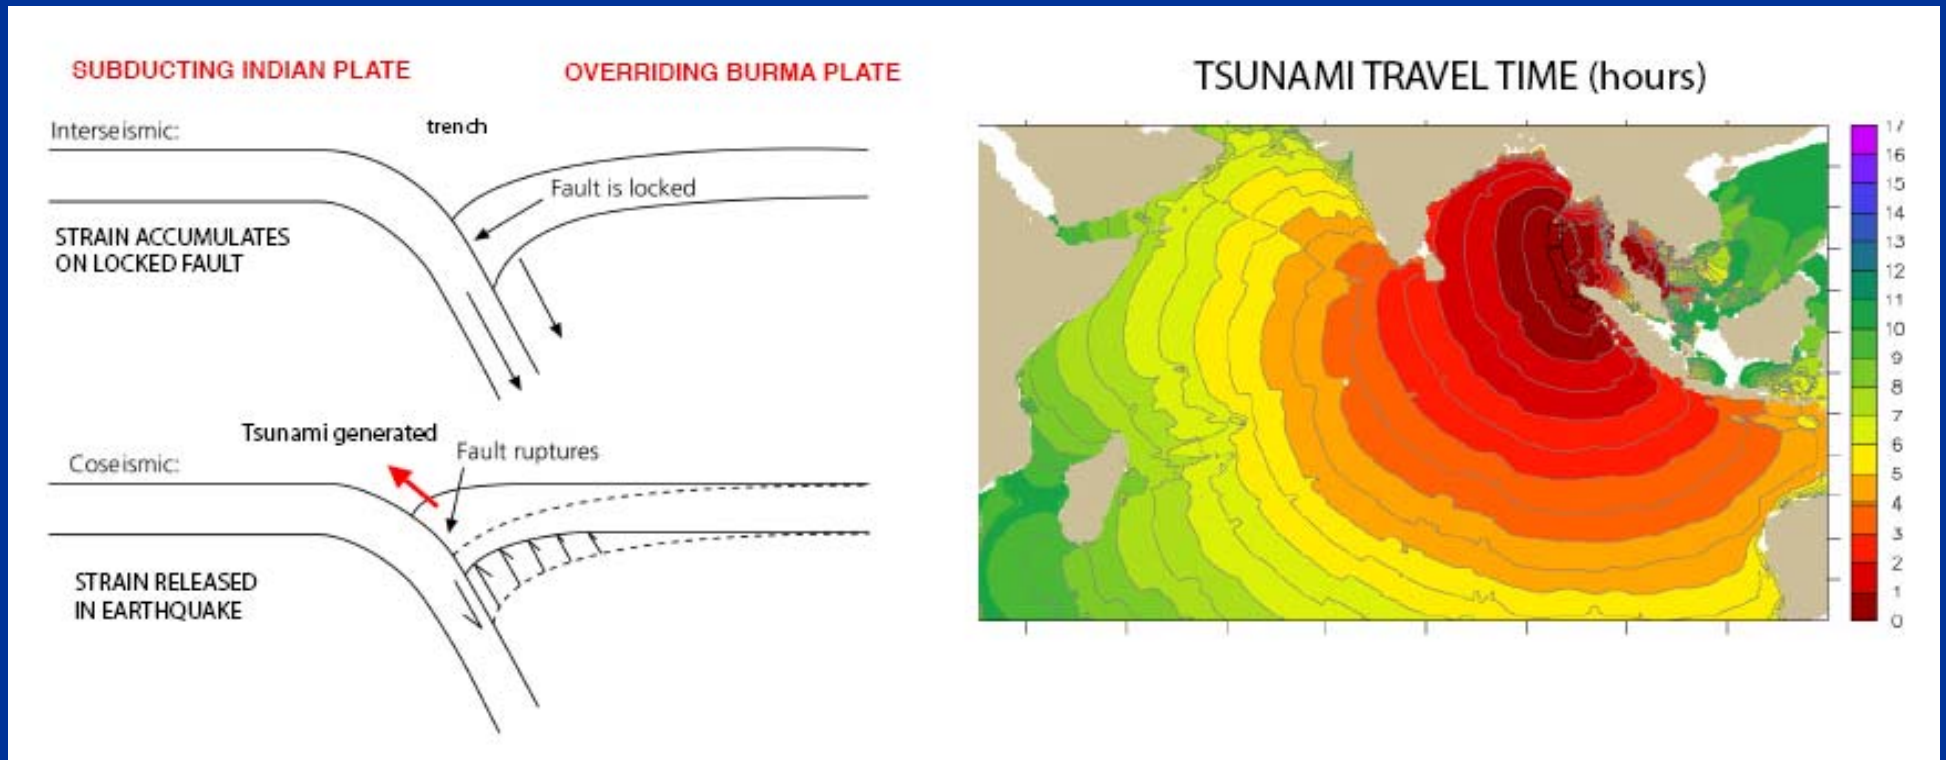 SUBDUCTING INDIAN PLATE
OVERRIDING BURMA PLATE
Interseismic:
trench
Fault is locked
STRAIN ACCUMULATES
ON LOCKED FAULT
Tsunami generated
Fault ruptures
Coseismic:
STRAIN RELEASED
IN EARTHQUAKE
TSUNAMI TRAVEL TIME (hours)
17
16
15
14
13
12
11
10
9
8
7
6
5
4
3
2
1
0